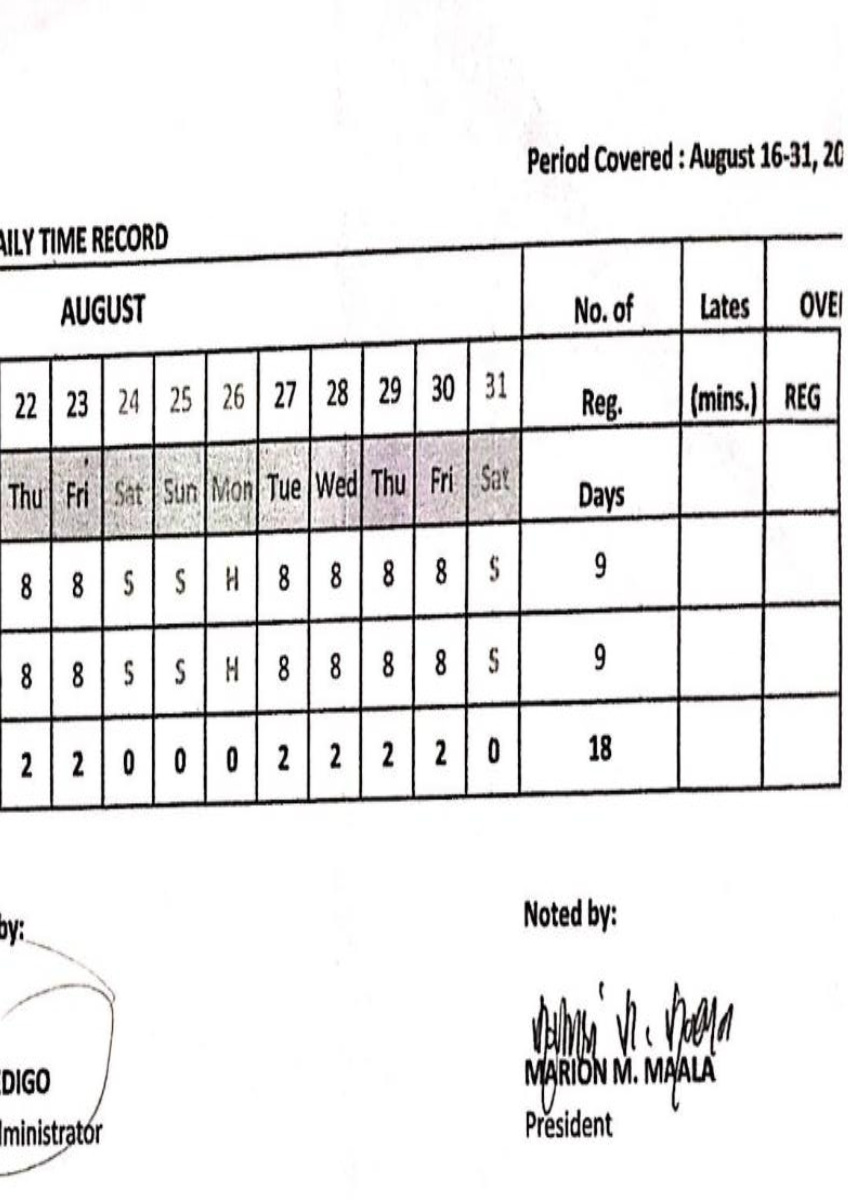 Period Covered : August 16-31, 20
AILY TIME RECORD
AUGUST No. of Lates OVE
22 23 24 25 26 27 28 29 30 31 Reg. (mins.) REG
Thu Fri Sat Sun Mon Tue Wed Thu Fri Sat Days
8 8 S S H 8 8 8 8 S 9
8 8 S S H 8 8 8 8 S 9
2 2 0 0 0 2 2 2 2 0 18
by: Noted by:
EDIGO MARION M. MAALA
dministrator President